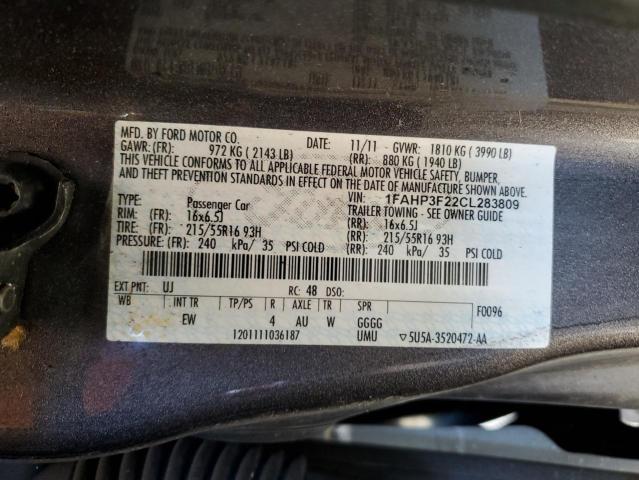 MFD. BY FORD MOTOR CO. DATE: 11/11 GVWR: 1810 KG (3990 LB)
GAWR: (FR): 972 KG (2143 LB) (RR): 880 KG (1940 LB)
THIS VEHICLE CONFORMS TO ALL APPLICABLE FEDERAL MOTOR VEHICLE SAFETY, BUMPER,
AND THEFT PREVENTION STANDARDS IN EFFECT ON THE DATE OF MANUFACTURE SHOWN ABOVE.
VIN: 1FAHP3F22CL283809
TYPE: Passenger Car TRAILER TOWING - SEE OWNER GUIDE
RIM: (FR): 16x6.5J (RR): 16x6.5J
TIRE: (FR): 215/55R16 93H (RR): 215/55R16 93H
PRESSURE: (FR): 240 kPa/ 35 PSI COLD (RR): 240 kPa/ 35 PSI COLD
EXT PNT: UJ RC: 48 DSO:
WB INT TR TP/PS R AXLE TR SPR F0096
EW 4 AU W GGGG
1201111036187 UMU ▽5U5A-3520472-AA